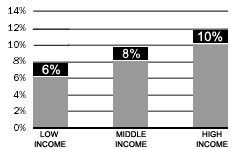 14%
12%
10%
8%
6%
4%
2%
0%
6%
8%
10%
LOW
INCOME
MIDDLE
INCOME
HIGH
INCOME